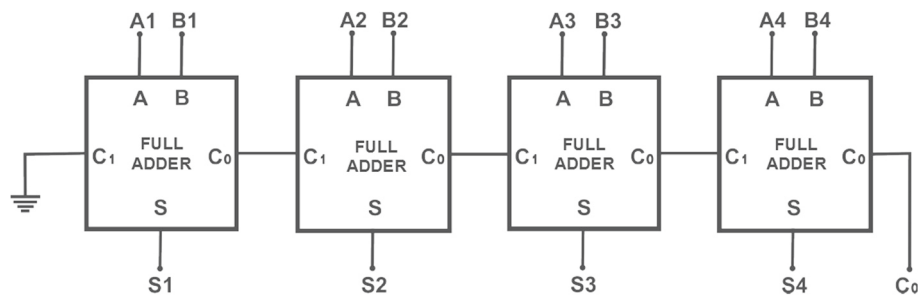 A1 B1 A2 B2 A3 B3 A4 B4
A B A B A B A B
C₁ FULL ADDER C₀ C₁ FULL ADDER C₀ C₁ FULL ADDER C₀ C₁ FULL ADDER C₀
S S S S
S1 S2 S3 S4 C₀